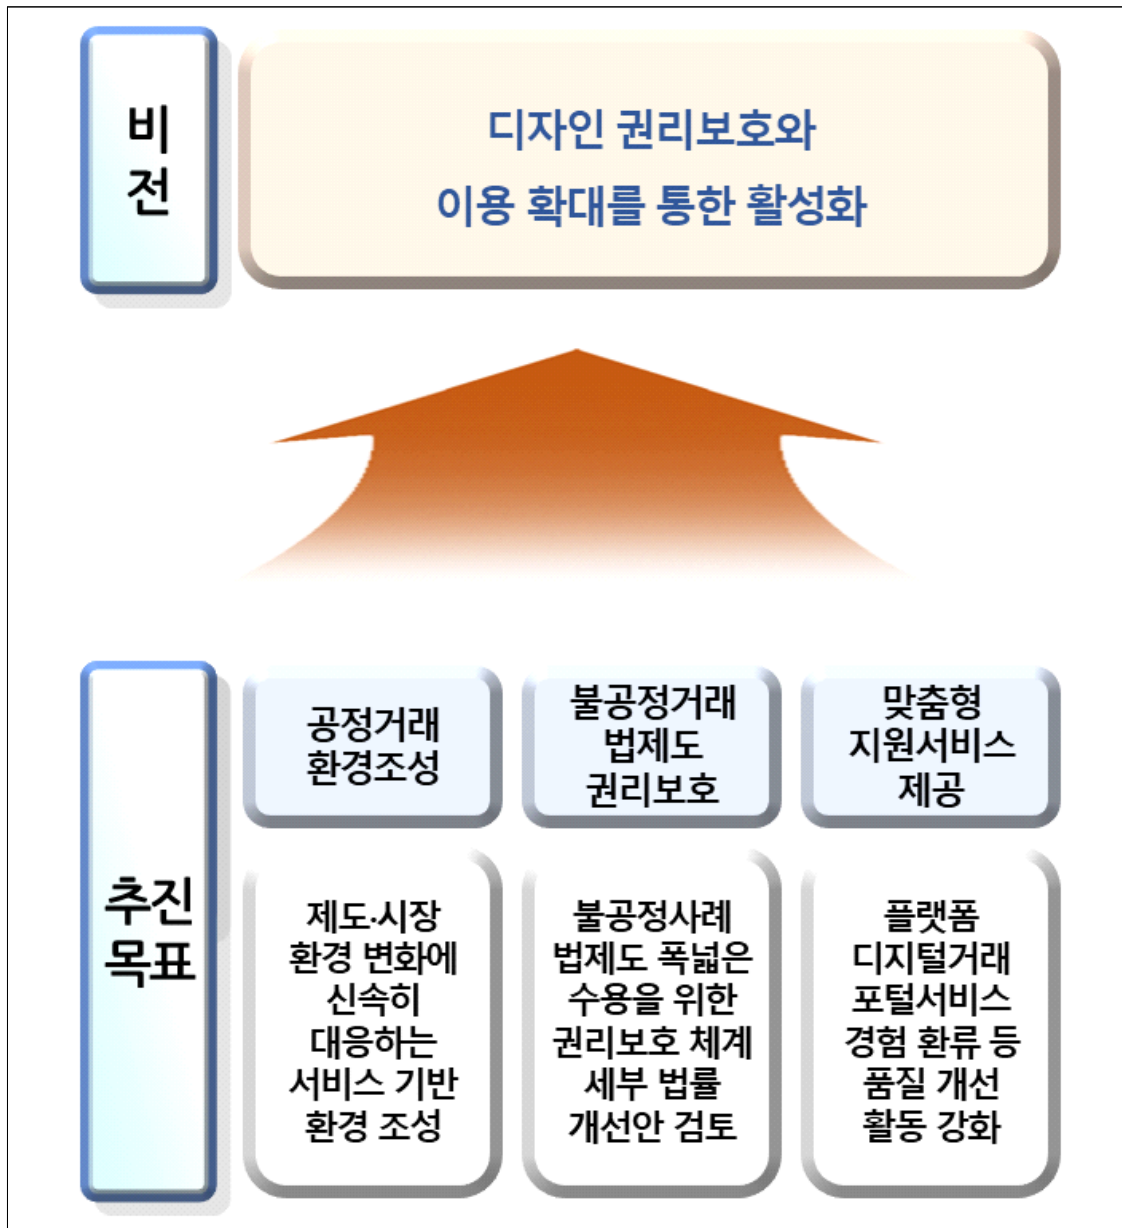 비
전
디자인 권리보호와
이용 확대를 통한 활성화
추진
목표
공정거래
환경조성
불공정거래
법제도
권리보호
맞춤형
지원서비스
제공
제도·시장
환경 변화에
신속히
대응하는
서비스 기반
환경 조성
불공정사례
법제도 폭넓은
수용을 위한
권리보호 체계
세부 법률
개선안 검토
플랫폼
디지털거래
포털서비스
경험 환류 등
품질 개선
활동 강화